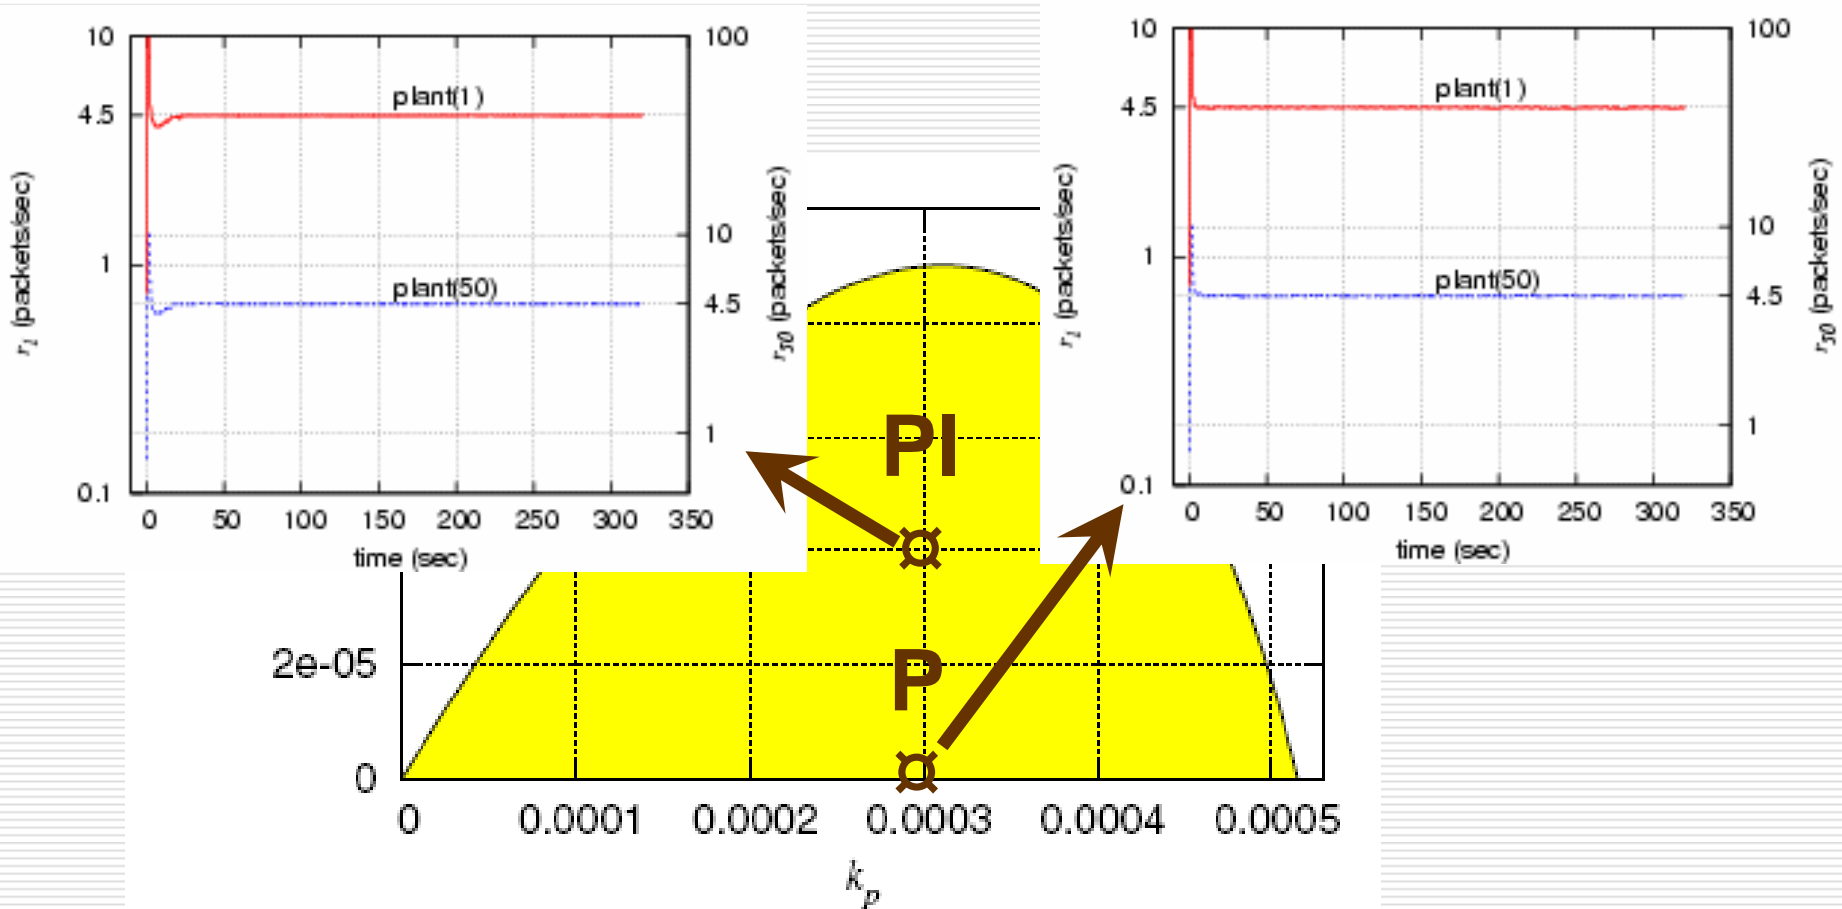 10
4.5
1
0.1
100
10
4.5
1
plant(1)
plant(50)
r1 (packets/sec)
r50 (packets/sec)
0 50 100 150 200 250 300 350
time (sec)
10
4.5
1
0.1
100
10
4.5
1
plant(1)
plant(50)
r1 (packets/sec)
r50 (packets/sec)
0 50 100 150 200 250 300 350
time (sec)
PI
P
2e-05
0
0 0.0001 0.0002 0.0003 0.0004 0.0005
kp